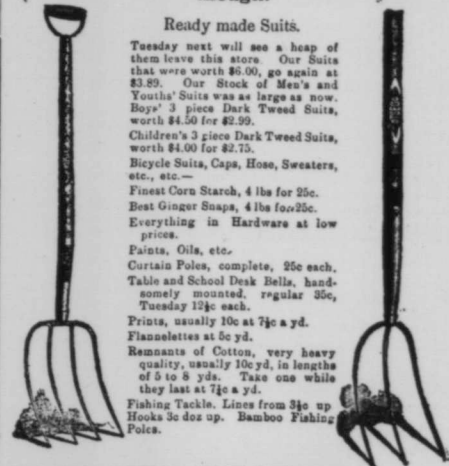 Ready made Suits.
Tuesday next will see a heap of
them leave this store. Our Suits
that were worth $6.00, go again at
$3.89. Our Stock of Men's and
Youths' Suits was as large as now.
Boys' 3 piece Dark Tweed Suits,
worth $4.50 for $2.99.
Children's 3 piece Dark Tweed Suits,
worth $4.00 for $2.75.
Bicycle Suits, Caps, Hose, Sweaters,
etc., etc.—
Finest Corn Starch, 4 lbs for 25c.
Best Ginger Snaps, 4 lbs for 25c.
Everything in Hardware at low
prices.
Paints, Oils, etc.
Curtain Poles, complete, 25c each.
Table and School Desk Bells, hand-
somely mounted, regular 35c,
Tuesday 12½c each.
Prints, usually 10c at 7½c a yd.
Flannelettes at 5c yd.
Remnants of Cotton, very heavy
quality, usually 10c yd, in lengths
of 5 to 8 yds. Take one while
they last at 7½c a yd.
Fishing Tackle. Lines from 3½c up
Hooks 3c doz up. Bamboo Fishing
Poles.